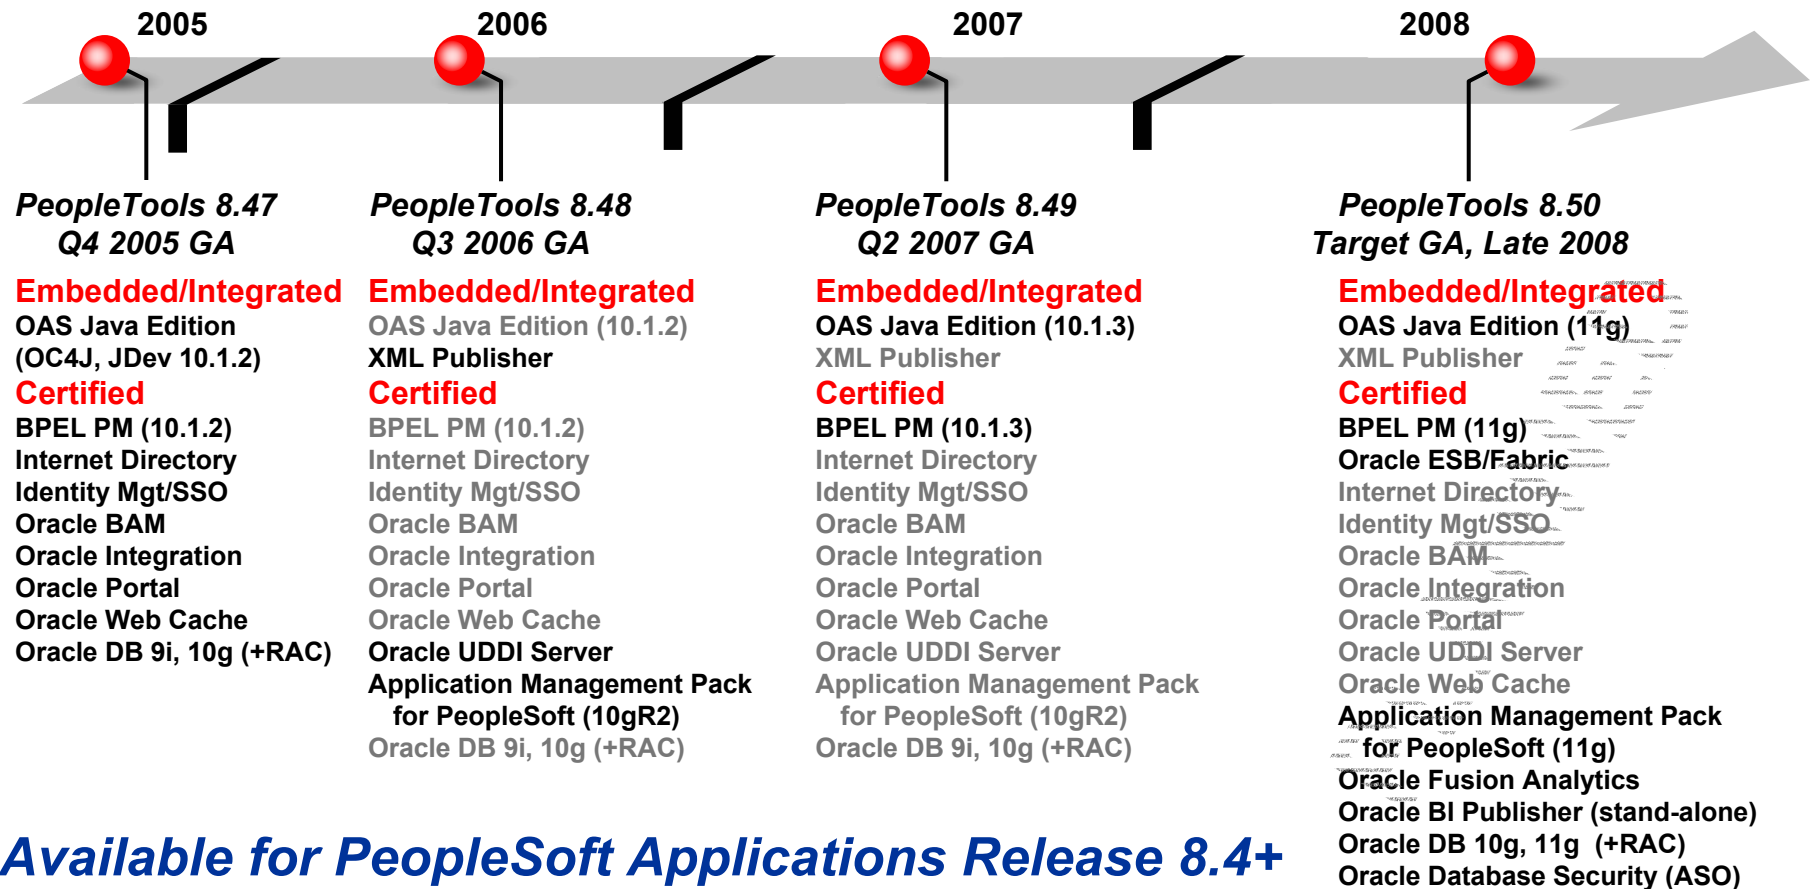 2005
2006
2007
2008
PeopleTools 8.47
Q4 2005 GA
Embedded/Integrated
OAS Java Edition
(OC4J, JDev 10.1.2)
Certified
BPEL PM (10.1.2)
Internet Directory
Identity Mgt/SSO
Oracle BAM
Oracle Integration
Oracle Portal
Oracle Web Cache
Oracle DB 9i, 10g (+RAC)
PeopleTools 8.48
Q3 2006 GA
Embedded/Integrated
OAS Java Edition (10.1.2)
XML Publisher
Certified
BPEL PM (10.1.2)
Internet Directory
Identity Mgt/SSO
Oracle BAM
Oracle Integration
Oracle Portal
Oracle Web Cache
Oracle UDDI Server
Application Management Pack
for PeopleSoft (10gR2)
Oracle DB 9i, 10g (+RAC)
PeopleTools 8.49
Q2 2007 GA
Embedded/Integrated
OAS Java Edition (10.1.3)
XML Publisher
Certified
BPEL PM (10.1.3)
Internet Directory
Identity Mgt/SSO
Oracle BAM
Oracle Integration
Oracle Portal
Oracle Web Cache
Oracle UDDI Server
Application Management Pack
for PeopleSoft (10gR2)
Oracle DB 9i, 10g (+RAC)
PeopleTools 8.50
Target GA, Late 2008
Embedded/Integrated
OAS Java Edition (11g)
XML Publisher
Certified
BPEL PM (11g)
Oracle ESB/Fabric
Internet Directory
Identity Mgt/SSO
Oracle BAM
Oracle Integration
Oracle Portal
Oracle UDDI Server
Oracle Web Cache
Application Management Pack
for PeopleSoft (11g)
Oracle Fusion Analytics
Oracle BI Publisher (stand-alone)
Oracle DB 10g, 11g (+RAC)
Oracle Database Security (ASO)
Available for PeopleSoft Applications Release 8.4+